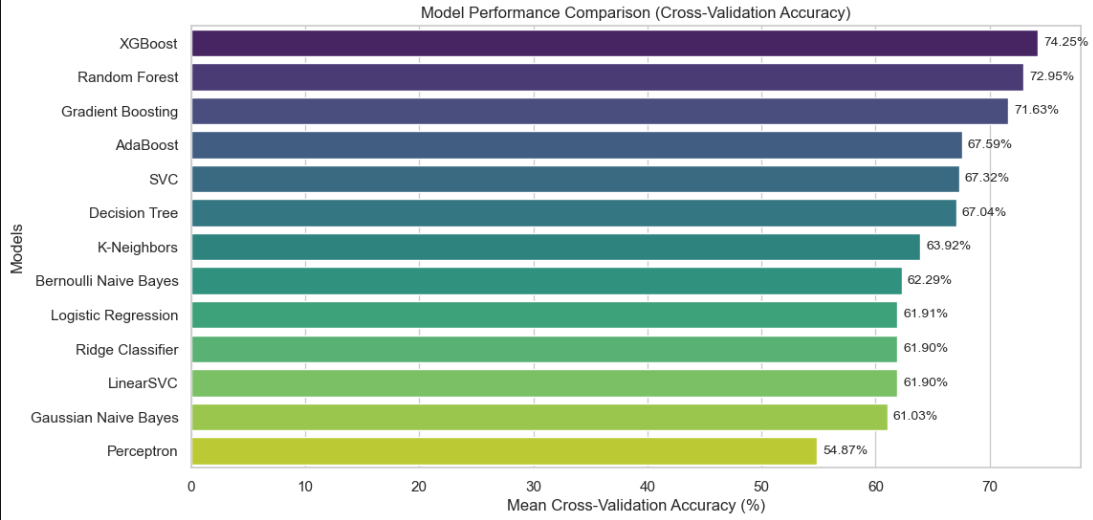 Model Performance Comparison (Cross-Validation Accuracy)
Models
XGBoost 74.25%
Random Forest 72.95%
Gradient Boosting 71.63%
AdaBoost 67.59%
SVC 67.32%
Decision Tree 67.04%
K-Neighbors 63.92%
Bernoulli Naive Bayes 62.29%
Logistic Regression 61.91%
Ridge Classifier 61.90%
LinearSVC 61.90%
Gaussian Naive Bayes 61.03%
Perceptron 54.87%
0 10 20 30 40 50 60 70
Mean Cross-Validation Accuracy (%)